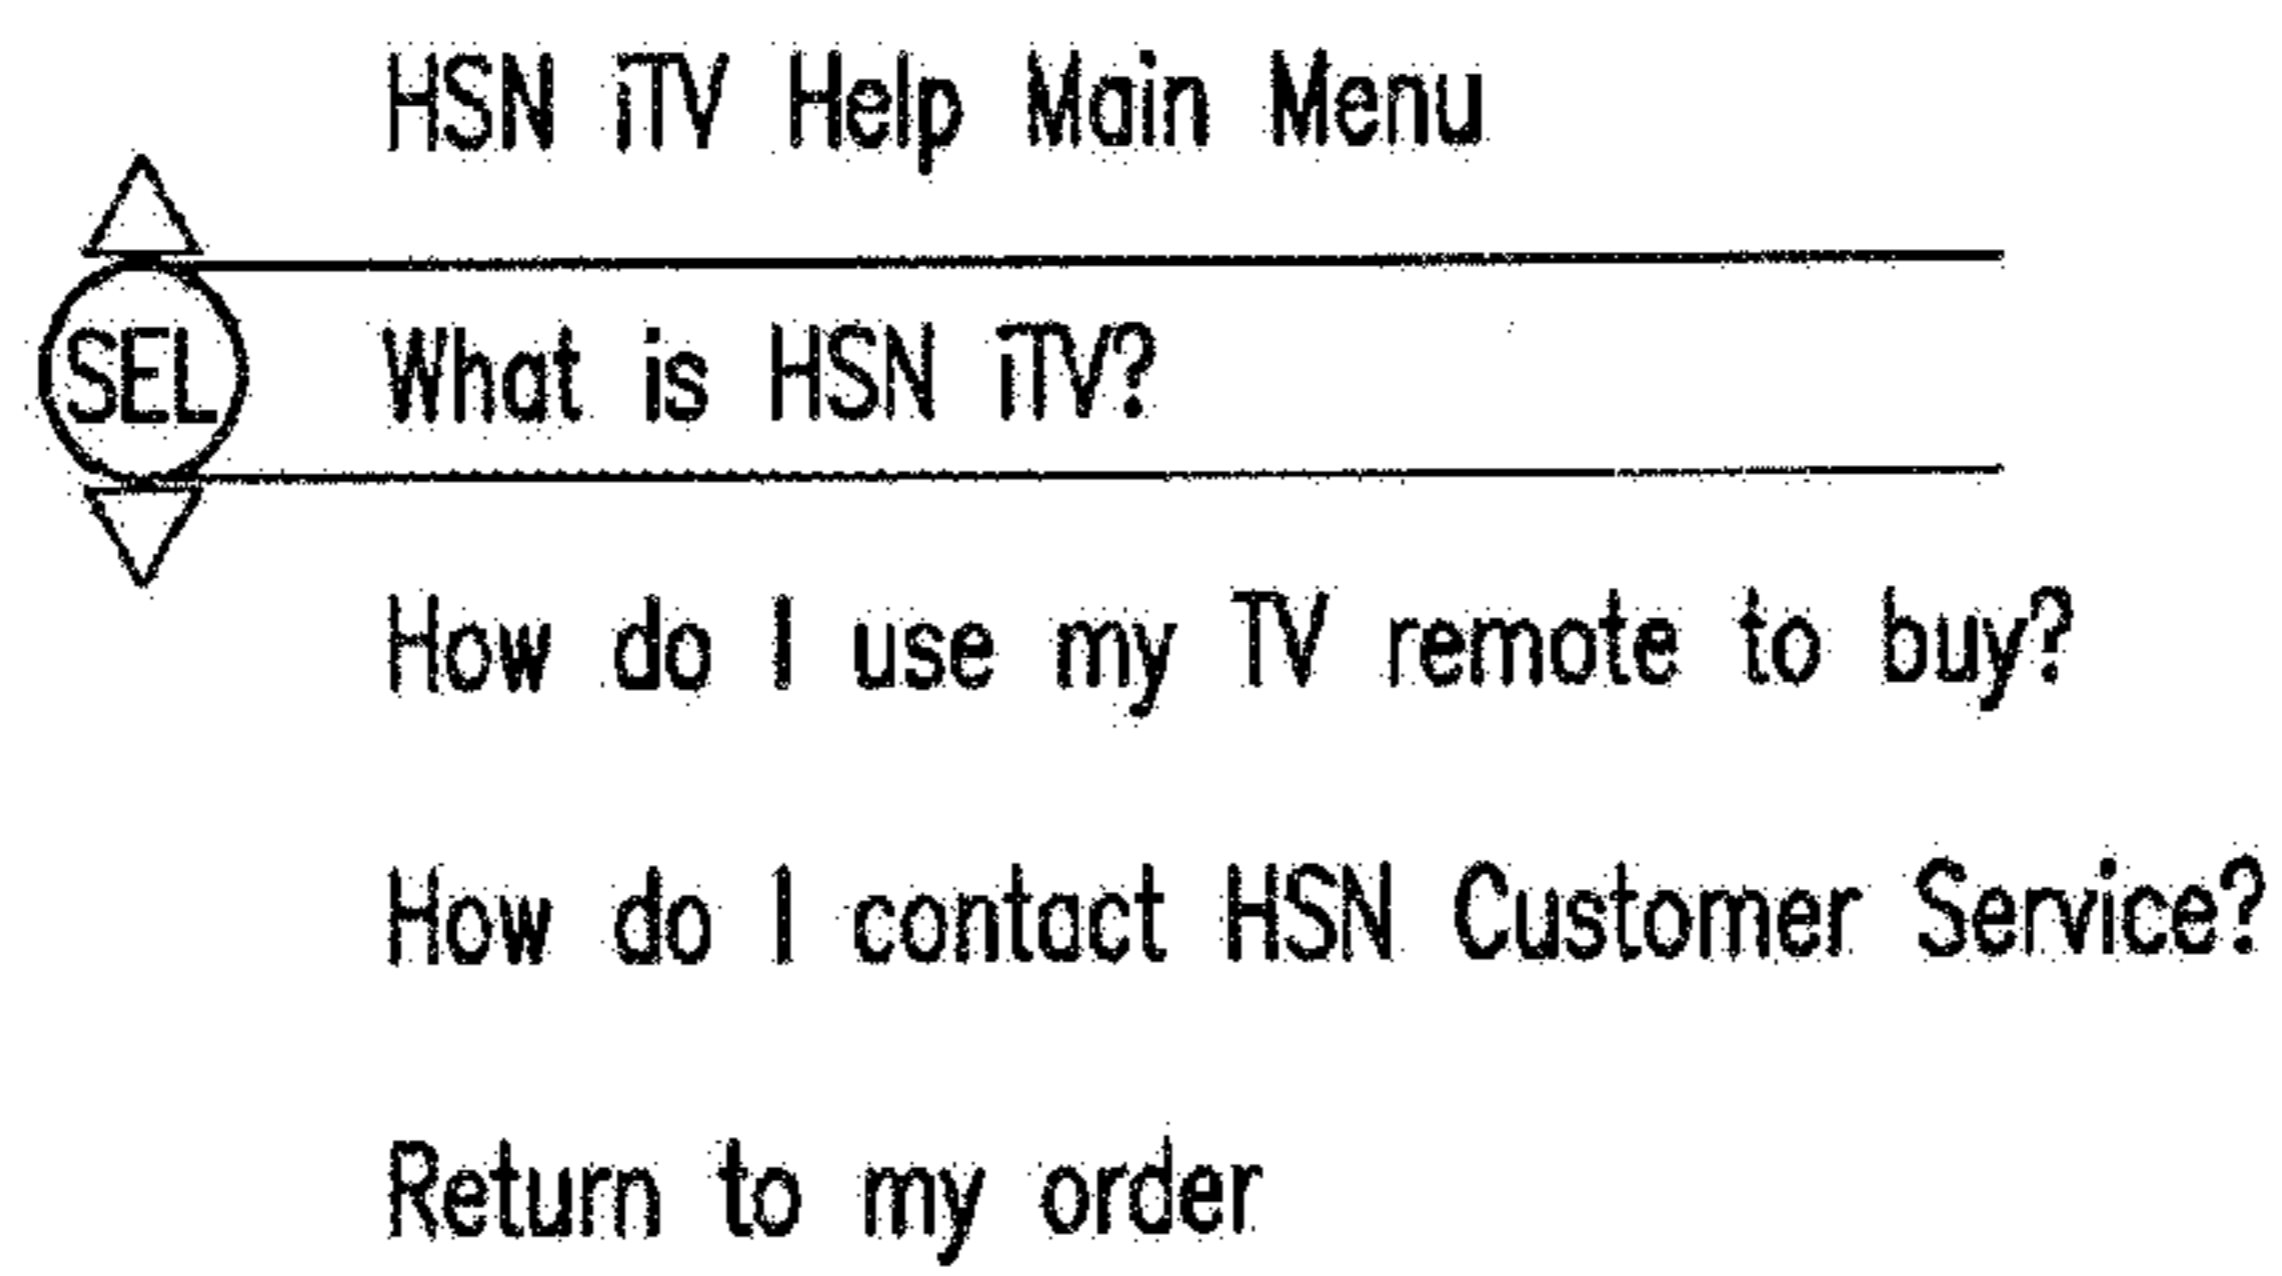 HSN iTV Help Main Menu
SEL What is HSN iTV?
How do I use my TV remote to buy?
How do I contact HSN Customer Service?
Return to my order